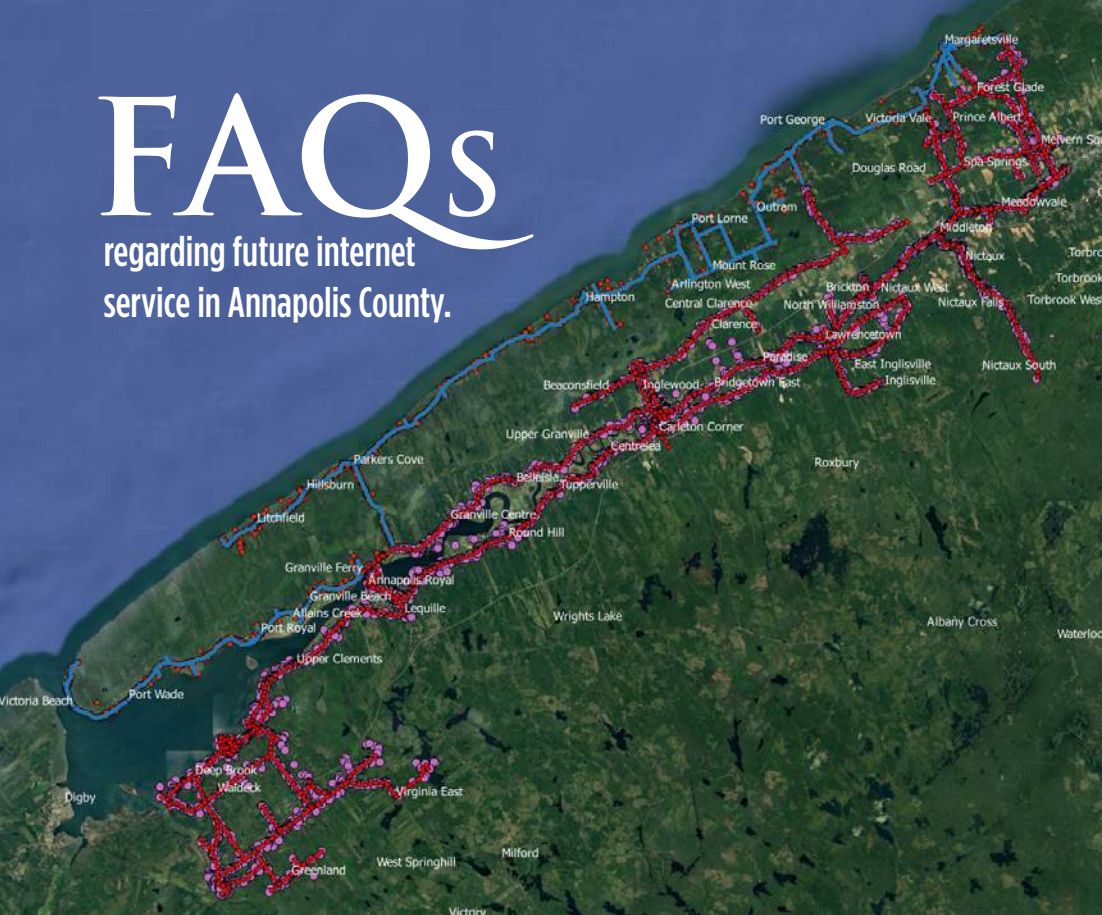 FAQs
regarding future internet
service in Annapolis County.
Margaretsville
Forest Glade
Port George
Victoria Vale
Prince Albert
Melvern Sq
Douglas Road
Spa Springs
Meadowvale
Outram
Port Lorne
Middleton
Nictaux
Torbro
Mount Rose
Torbrook
Arlington West
Brickton
Nictaux West
Hampton
Central Clarence
North Williamston
Nictaux Falls
Torbrook West
Clarence
Lawrencetown
Paradise
East Inglisville
Nictaux South
Beaconsfield
Inglewood
Bridgetown East
Inglisville
Upper Granville
Carleton Corner
Centrelea
Parkers Cove
Roxbury
Hillsburn
Belleisle
Tupperville
Litchfield
Granville Centre
Round Hill
Granville Ferry
Annapolis Royal
Granville Beach
Allains Creek
Lequille
Wrights Lake
Albany Cross
Port Royal
Waterloo
Upper Clements
Victoria Beach
Port Wade
Deep Brook
Waldeck
Virginia East
Digby
West Springhill
Milford
Greenland
Victory